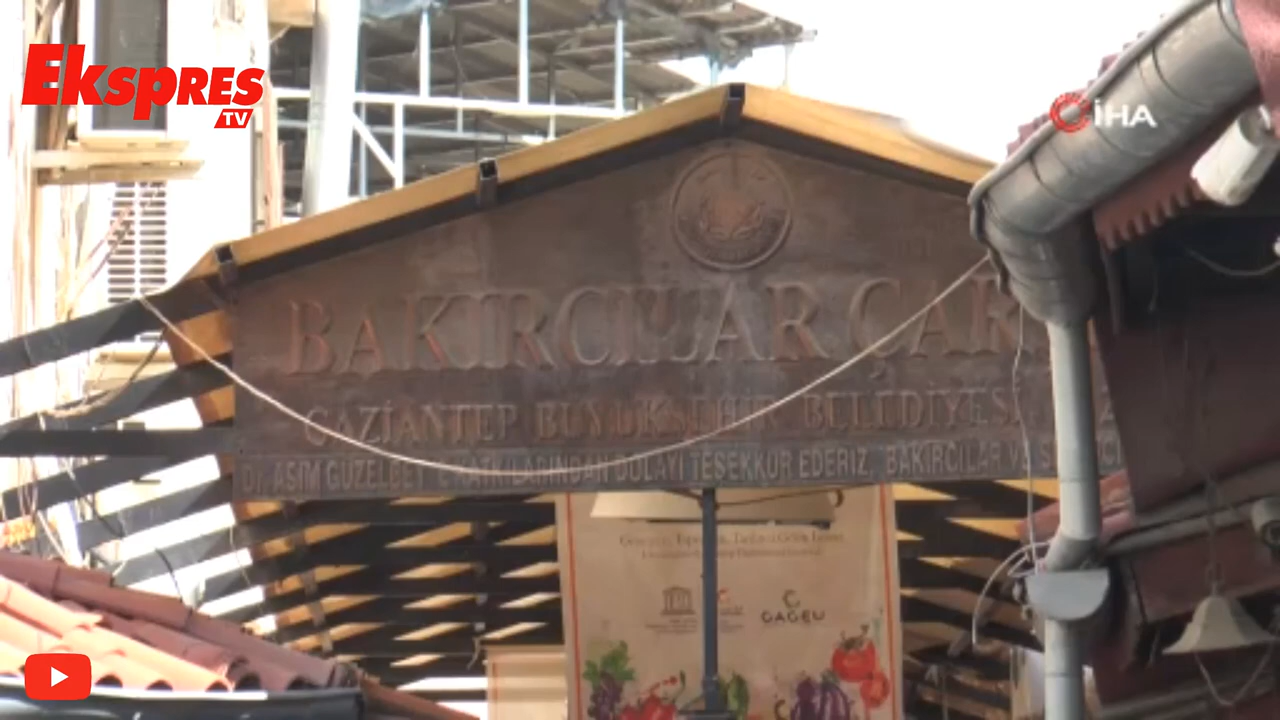 Ekspres
TV
İHA
BAKIRCILAR ÇAR
GAZİANTEP BÜYÜKŞEHİR BELEDİYESİ
Dr. ASIM GÜZELBEY'E KATKILARINDAN DOLAYI TEŞEKKÜR EDERİZ. BAKIRCILAR VE
CAGEU